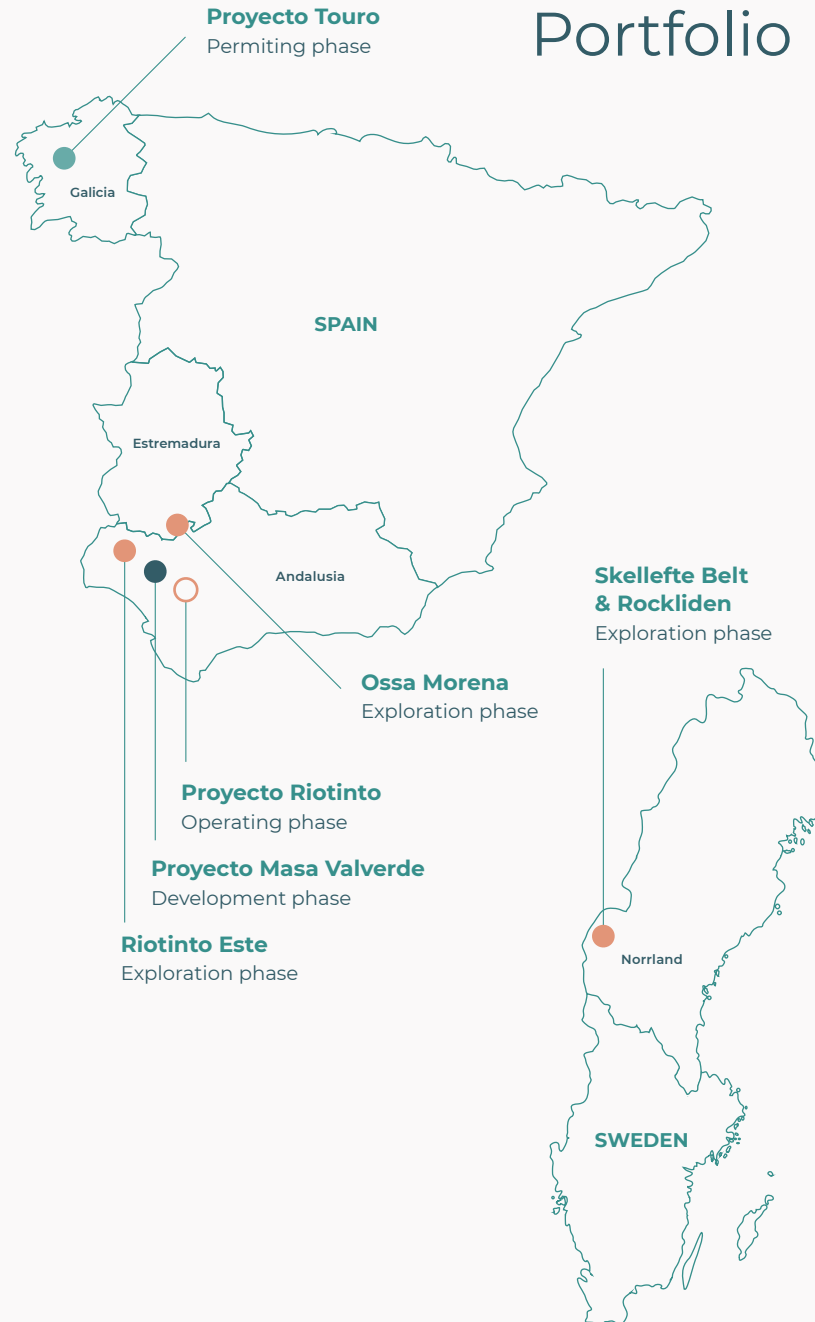 Portfolio
Proyecto Touro
Permiting phase
Galicia
SPAIN
Estremadura
Andalusia
Ossa Morena
Exploration phase
Proyecto Riotinto
Operating phase
Proyecto Masa Valverde
Development phase
Riotinto Este
Exploration phase
Skellefte Belt
& Rockliden
Exploration phase
Norrland
SWEDEN